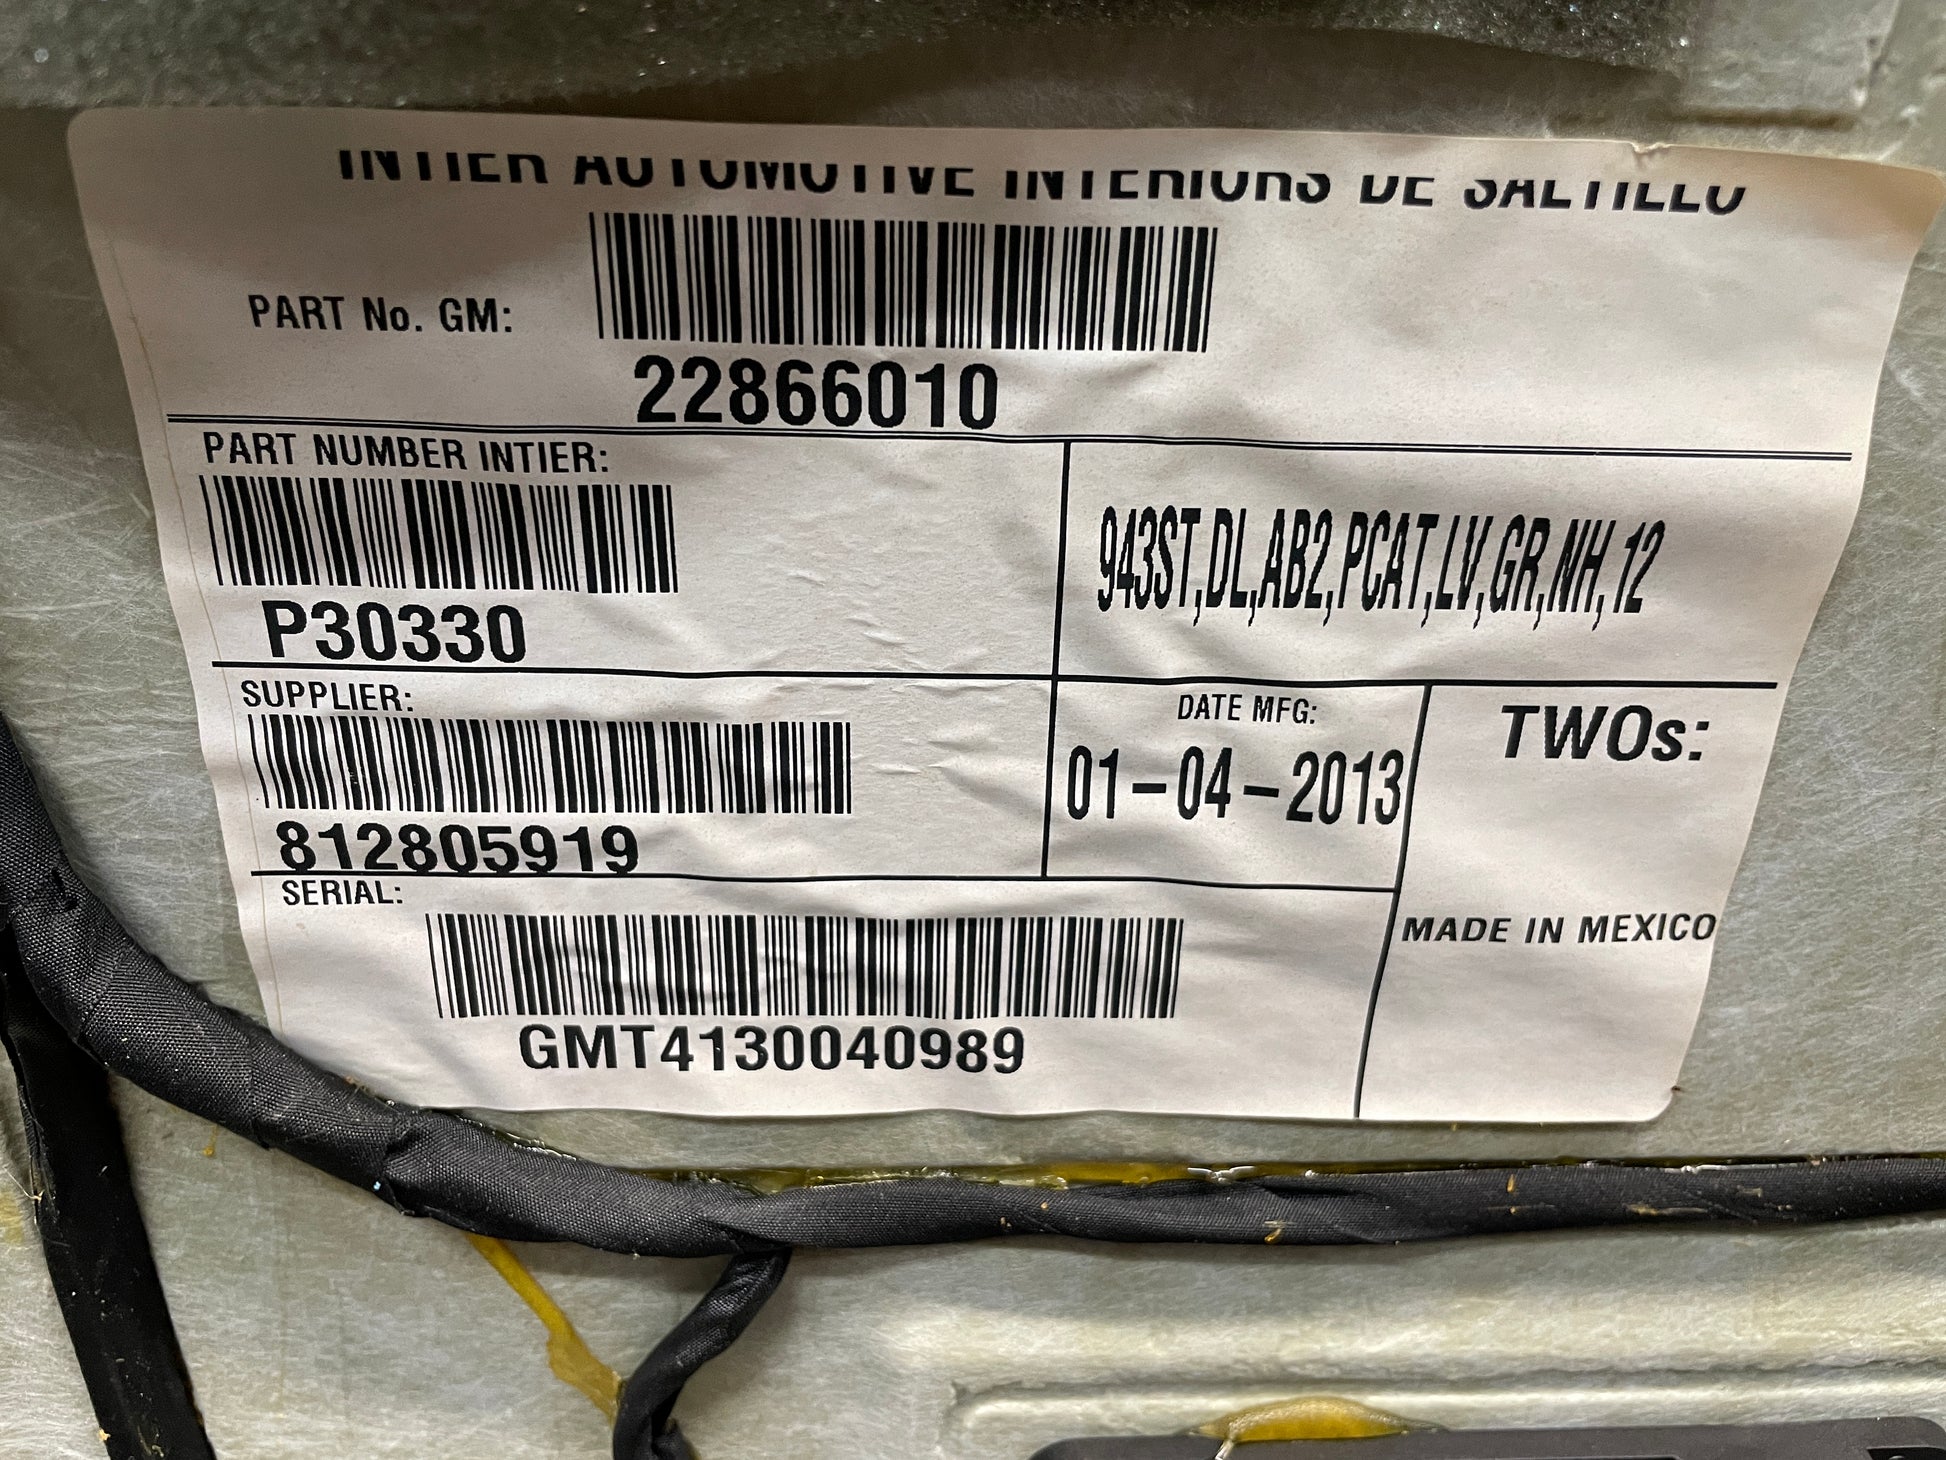 INTIER AUTOMOTIVE INTERIORS DE SALTILLO
PART No. GM:
22866010
PART NUMBER INTIER:
P30330
943ST,DL,AB2,PCAT,LV,GR,NH,12
SUPPLIER:
812805919
DATE MFG:
01-04-2013
TWOs:
MADE IN MEXICO
SERIAL:
GMT4130040989